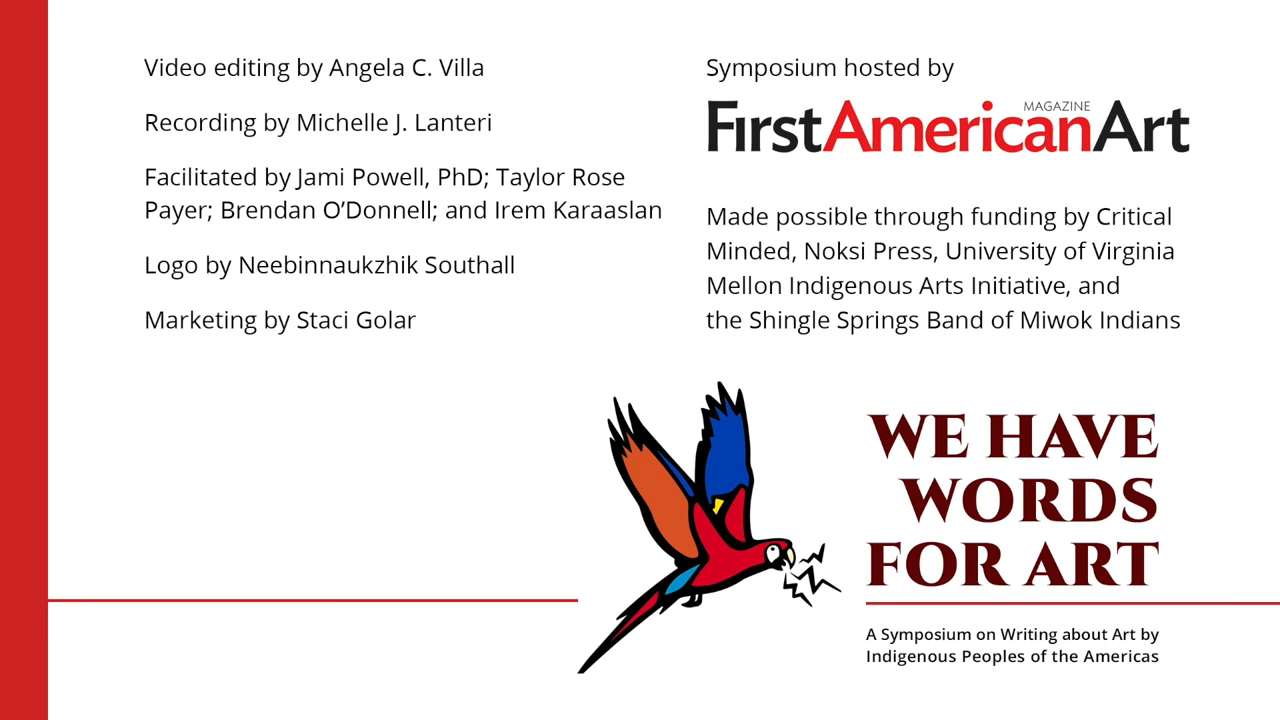 Video editing by Angela C. Villa
Recording by Michelle J. Lanteri
Facilitated by Jami Powell, PhD; Taylor Rose
Payer; Brendan O’Donnell; and Irem Karaaslan
Logo by Neebinnaukzhik Southall
Marketing by Staci Golar
Symposium hosted by
MAGAZINE
FirstAmericanArt
Made possible through funding by Critical
Minded, Noksi Press, University of Virginia
Mellon Indigenous Arts Initiative, and
the Shingle Springs Band of Miwok Indians
WE HAVE
WORDS
FOR ART
A Symposium on Writing about Art by
Indigenous Peoples of the Americas